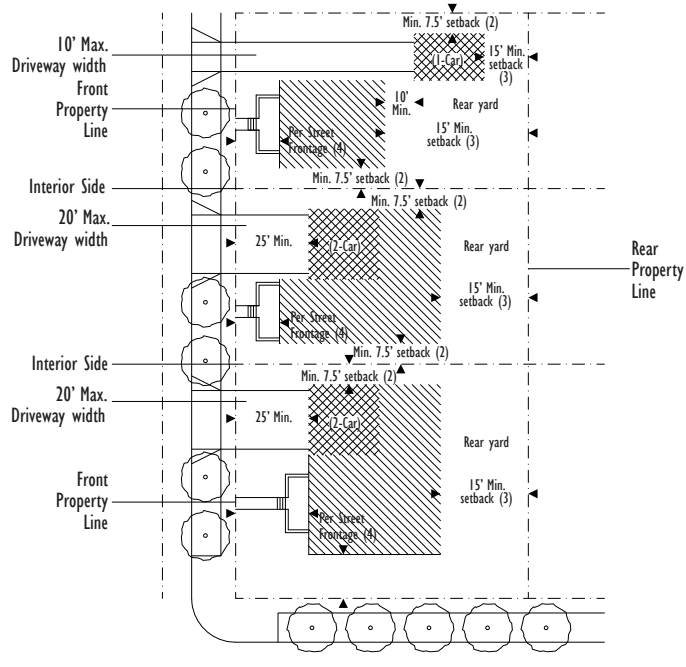 Min. 7.5' setback (2)
10' Max.
Driveway width
(1-Car)
15' Min.
setback
(3)
Front
Property
Line
10'
Min.
Rear yard
15' Min.
setback (3)
Per Street
Frontage (4)
Min. 7.5' setback (2)
Interior Side
Min. 7.5' setback (2)
20' Max.
Driveway width
25' Min.
(2-Car)
Rear yard
Rear
Property
Line
15' Min.
setback (3)
Per Street
Frontage (4)
Min. 7.5' setback (2)
Interior Side
Min. 7.5' setback (2)
20' Max.
Driveway width
25' Min.
(2-Car)
Rear yard
Front
Property
Line
15' Min.
setback (3)
Per Street
Frontage (4)